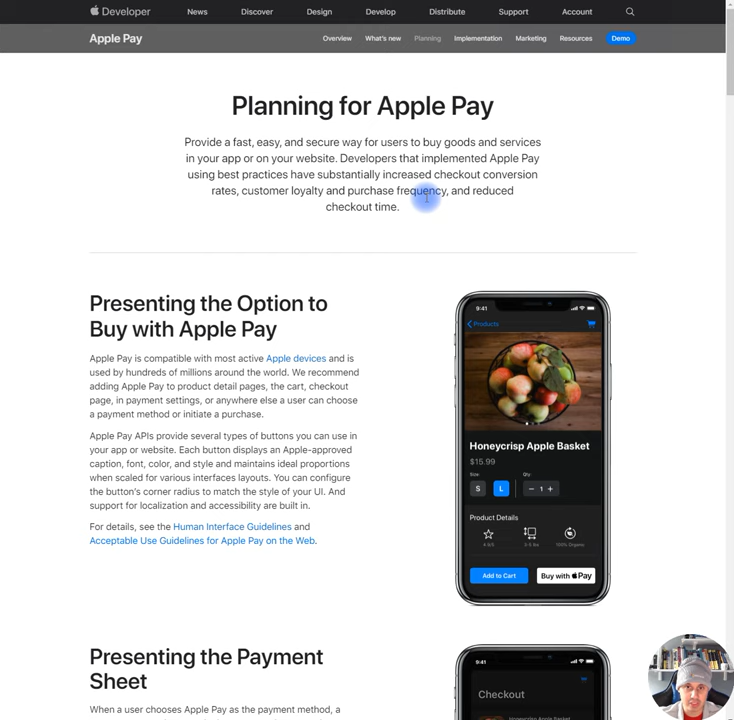 Developer
News
Discover
Design
Develop
Distribute
Support
Account
Apple Pay
Overview
What's new
Planning
Implementation
Marketing
Resources
Demo
Planning for Apple Pay
Provide a fast, easy, and secure way for users to buy goods and services
in your app or on your website. Developers that implemented Apple Pay
using best practices have substantially increased checkout conversion
rates, customer loyalty and purchase frequency, and reduced
checkout time.
Presenting the Option to
Buy with Apple Pay
Apple Pay is compatible with most active Apple devices and is
used by hundreds of millions around the world. We recommend
adding Apple Pay to product detail pages, the cart, checkout
page, in payment settings, or anywhere else a user can choose
a payment method or initiate a purchase.
Apple Pay APIs provide several types of buttons you can use in
your app or website. Each button displays an Apple-approved
caption, font, color, and style and maintains ideal proportions
when scaled for various interfaces layouts. You can configure
the button's corner radius to match the style of your UI. And
support for localization and accessibility are built in.
For details, see the Human Interface Guidelines and
Acceptable Use Guidelines for Apple Pay on the Web.
9:41
Products
Honeycrisp Apple Basket
$15.99
Size:
Qty:
S
L
1
Product Details
100% Organic
Add to Cart
Buy with Pay
Presenting the Payment
Sheet
When a user chooses Apple Pay as the payment method, a
9:41
Checkout